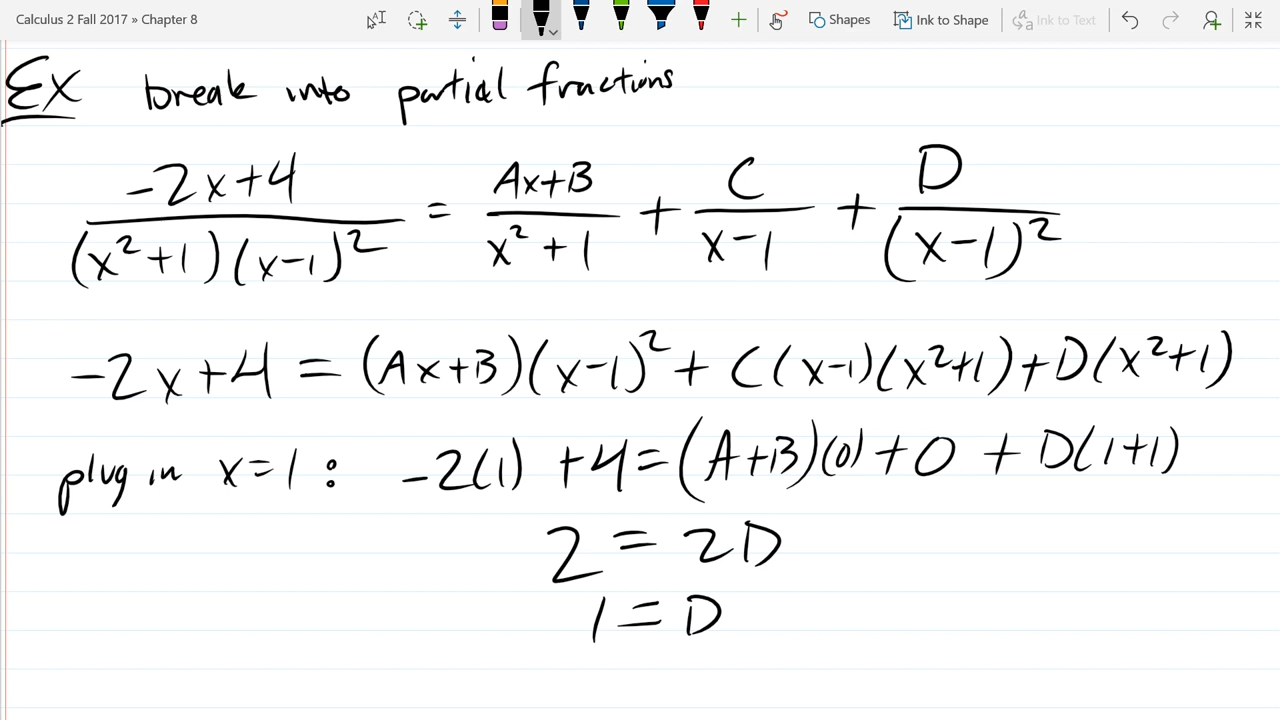 Calculus 2 Fall 2017 » Chapter 8
Shapes
Ink to Shape
Ink to Text
Ex break into partial fractions
(-2x+4)/((x²+1)(x-1)²) = (Ax+B)/(x²+1) + C/(x-1) + D/(x-1)²
-2x+4 = (Ax+B)(x-1)² + C(x-1)(x²+1) + D(x²+1)
plug in x=1 : -2(1) +4 = (A+B)(0) + 0 + D(1+1)
2 = 2D
1 = D